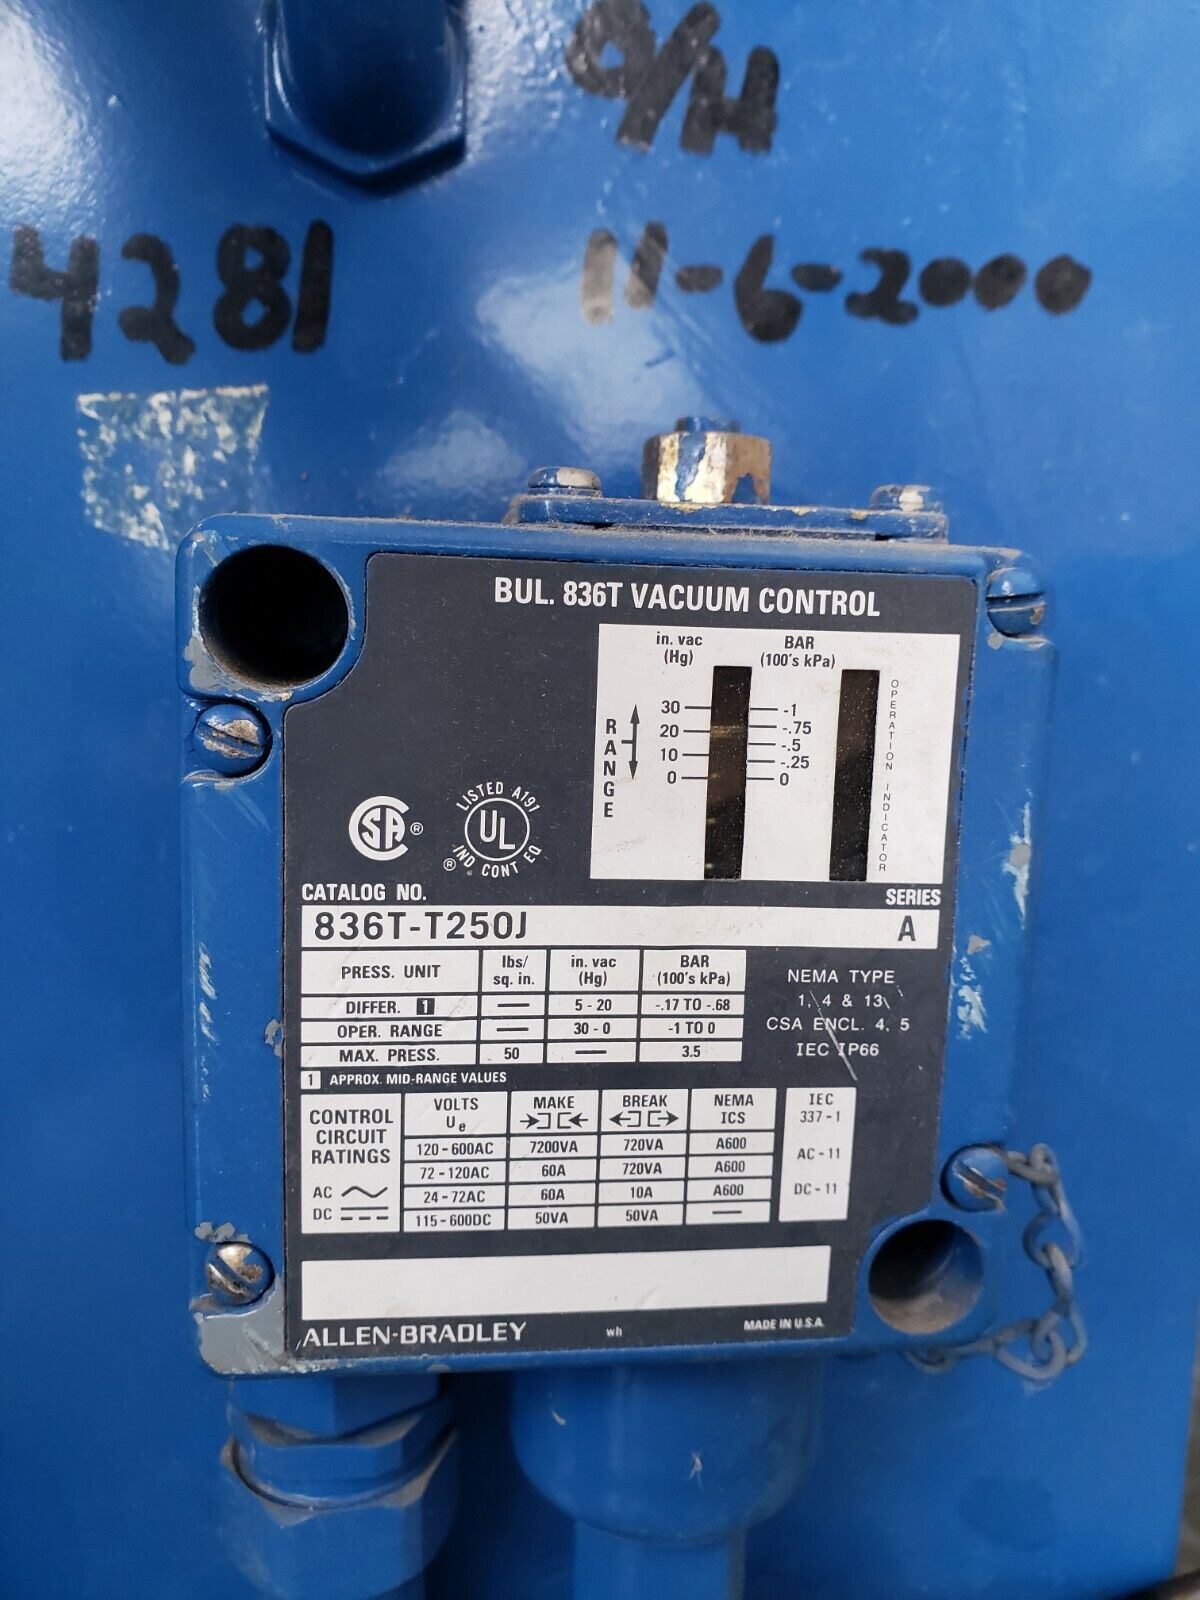 O/H
4281
11-6-2000
BUL. 836T VACUUM CONTROL
in. vac
(Hg)
BAR
(100's kPa)
RANGE
30
20
10
0
-1
-.75
-.5
-.25
0
OPERATION INDICATOR
CSA ®
LISTED A191
UL
®
IND CONT EQ
CATALOG NO.
SERIES
836T-T250J
A
PRESS. UNIT lbs/ sq. in. in. vac (Hg) BAR (100's kPa)
DIFFER. 1 — 5 - 20 -.17 TO -.68
OPER. RANGE — 30 - 0 -1 TO 0
MAX. PRESS. 50 — 3.5
NEMA TYPE
1, 4 & 13
CSA ENCL. 4, 5
IEC IP66
1 APPROX. MID-RANGE VALUES
CONTROL
CIRCUIT
RATINGS
AC
DC
VOLTS Ue MAKE BREAK NEMA ICS
120 - 600AC 7200VA 720VA A600
72 - 120AC 60A 720VA A600
24 - 72AC 60A 10A A600
115 - 600DC 50VA 50VA —
IEC
337 - 1
AC - 11
DC - 11
ALLEN-BRADLEY
wh
MADE IN U.S.A.